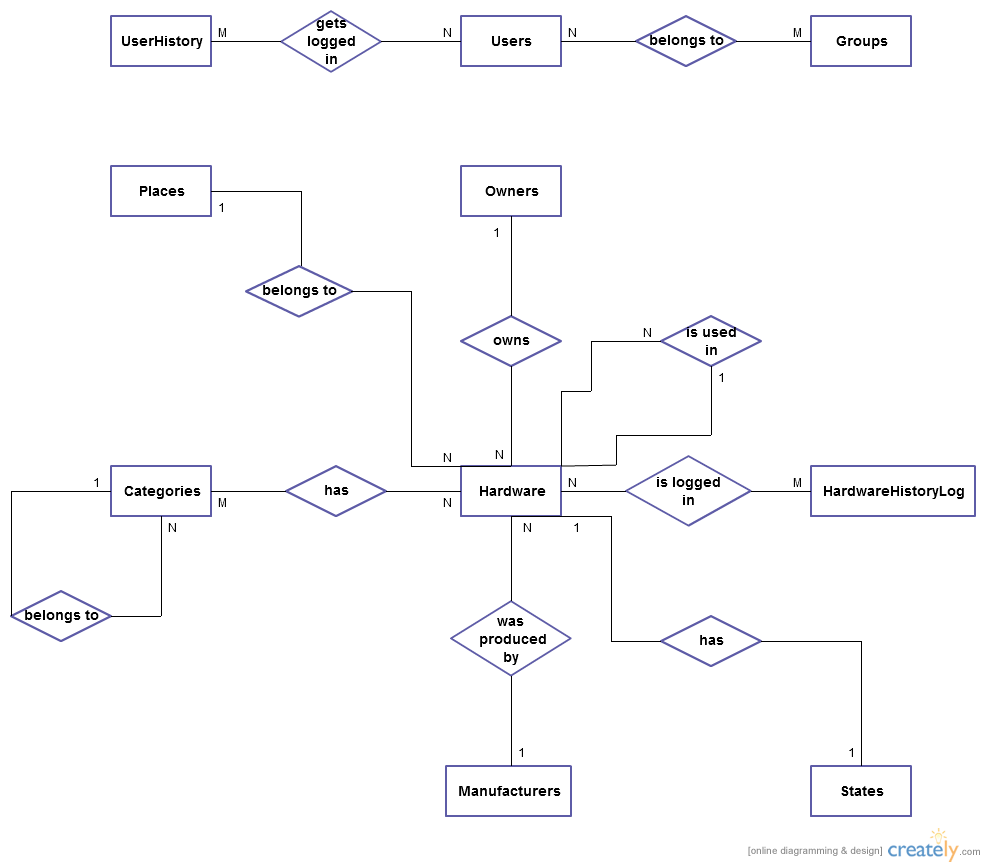 UserHistory
M
gets
logged
in
N
Users
N
belongs to
M
Groups
Places
1
Owners
1
belongs to
owns
N
is used
in
1
N
N
Categories
1
M
N
has
N
Hardware
N
is logged
in
M
HardwareHistoryLog
N
1
belongs to
was
produced
by
has
1
1
Manufacturers
States
[online diagramming & design] creately.com